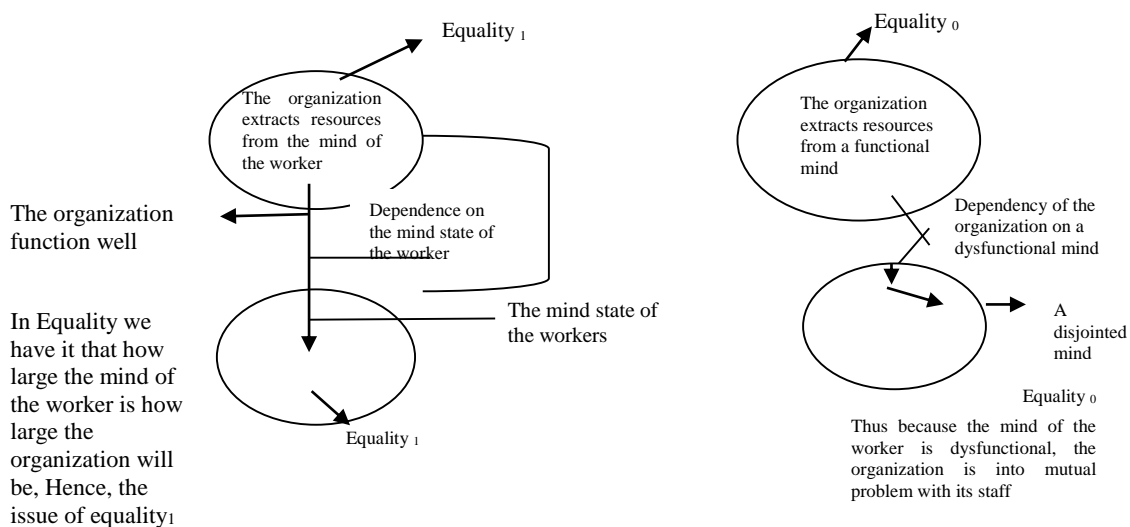 Equality 1
The organization
extracts resources
from the mind of
the worker
The organization
function well
Dependence on
the mind state of
the worker
The mind state of
the workers
In Equality we
have it that how
large the mind of
the worker is how
large the
organization will
be, Hence, the
issue of equality1
Equality 1
Equality 0
The organization
extracts resources
from a functional
mind
Dependency of the
organization on a
dysfunctional mind
A
disjointed
mind
Equality 0
Thus because the mind of the
worker is dysfunctional, the
organization is into mutual
problem with its staff